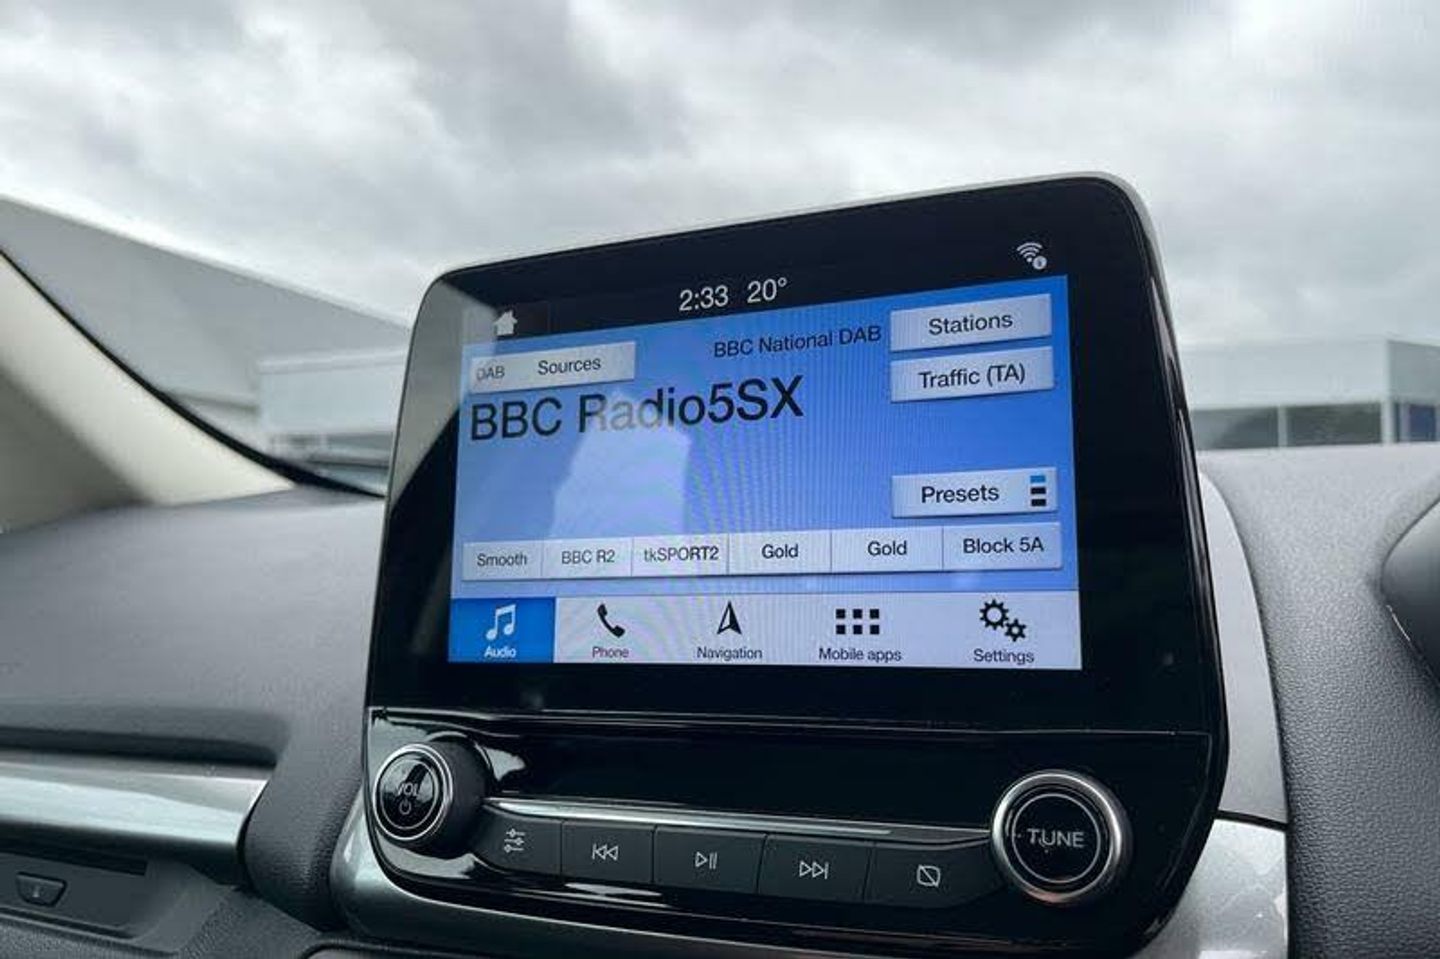 2:33 20°
BBC National DAB
Stations
DAB Sources
Traffic (TA)
BBC Radio5SX
Presets
Smooth BBC R2 tkSPORT2 Gold Gold Block 5A
Audio Phone Navigation Mobile apps Settings
VOL
TUNE